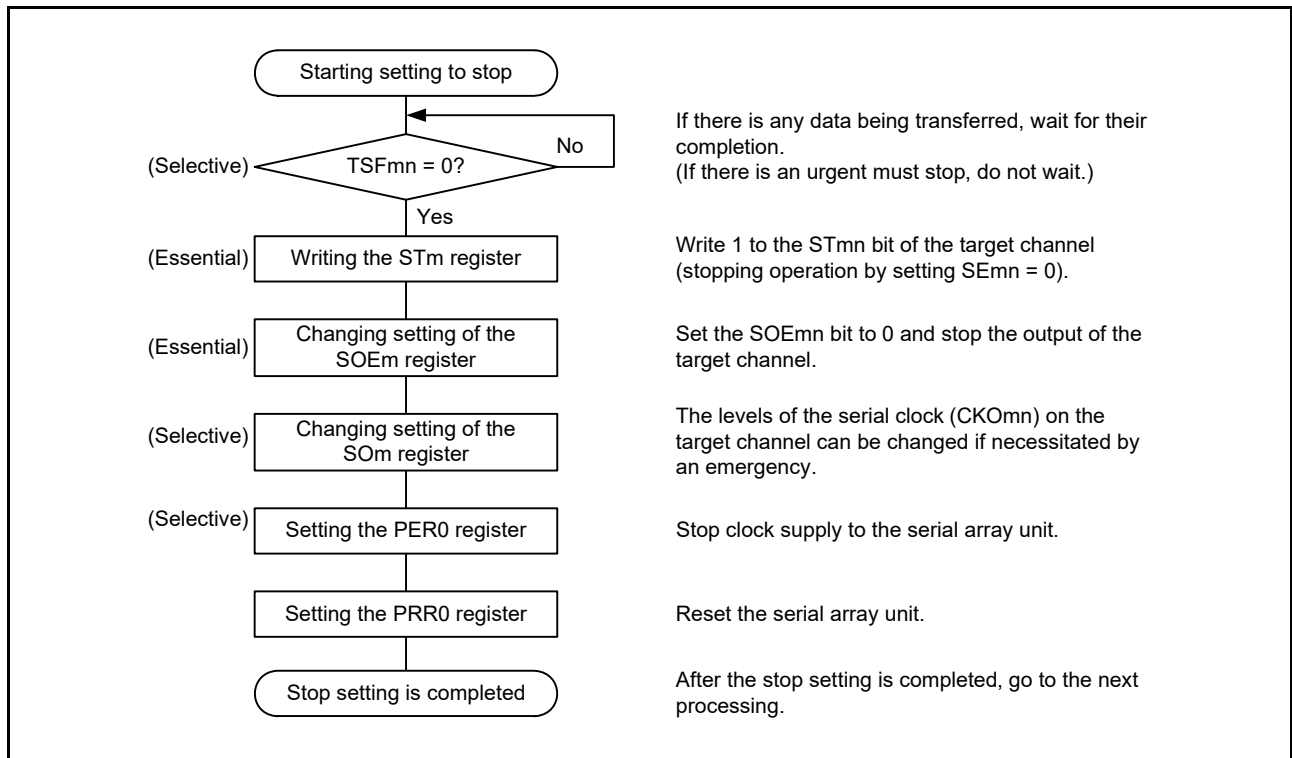 Starting setting to stop
If there is any data being transferred, wait for their
completion.
(If there is an urgent must stop, do not wait.)
No
(Selective)
TSFmn = 0?
Yes
(Essential)
Writing the STm register
Write 1 to the STmn bit of the target channel
(stopping operation by setting SEmn = 0).
(Essential)
Changing setting of the
SOEm register
Set the SOEmn bit to 0 and stop the output of the
target channel.
(Selective)
Changing setting of the
SOm register
The levels of the serial clock (CKOmn) on the
target channel can be changed if necessitated by
an emergency.
(Selective)
Setting the PER0 register
Stop clock supply to the serial array unit.
Setting the PRR0 register
Reset the serial array unit.
Stop setting is completed
After the stop setting is completed, go to the next
processing.